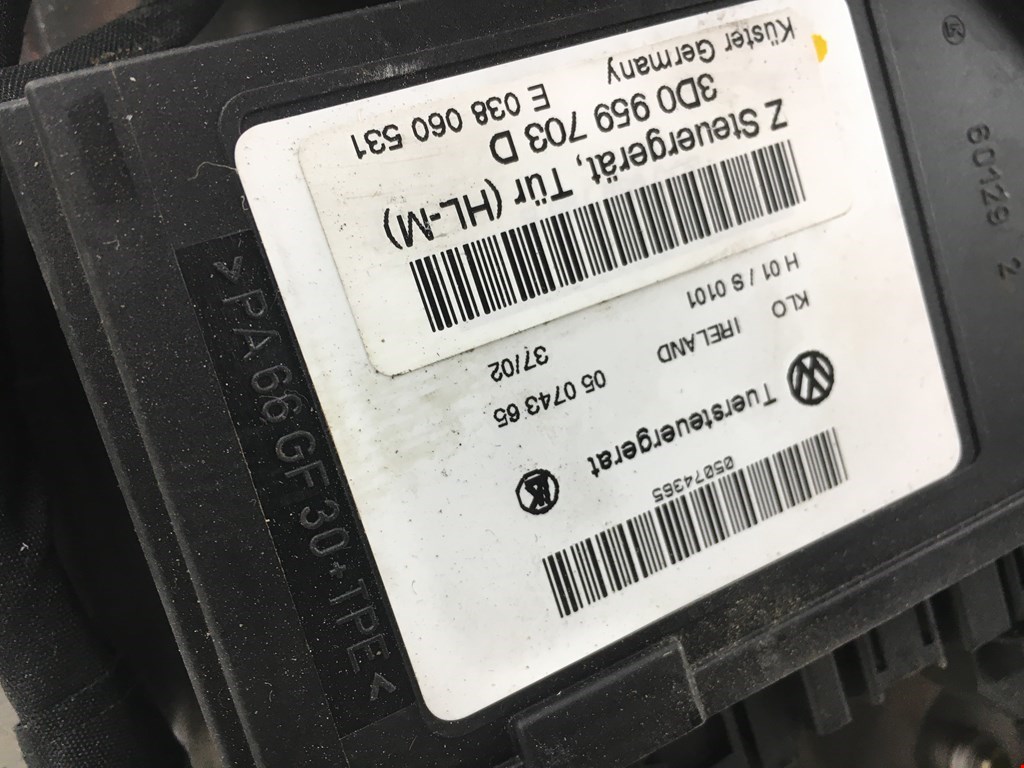 05074365
Tuersteuergerat
KLO IRELAND 05 0743 65
H 01 / S 0101 37/02
Z Steuergerät, Tür (HL-M)
3D0 959 703 D
Küster Germany E 038 060 531
>PA 66 GF 30+TPE<
60129 2